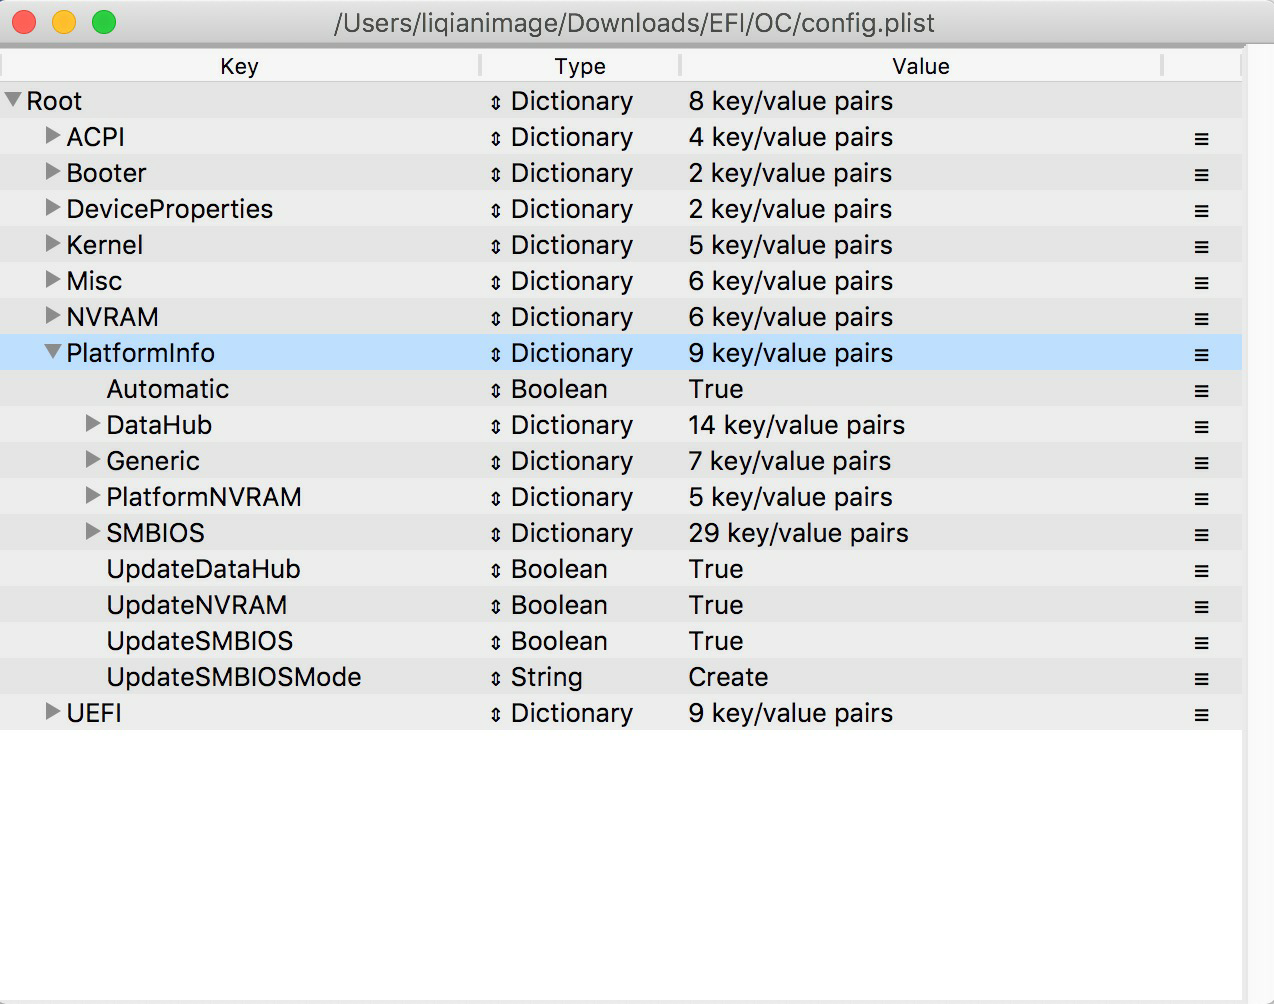 /Users/liqianimage/Downloads/EFI/OC/config.plist
Key Type Value
Root Dictionary 8 key/value pairs
ACPI Dictionary 4 key/value pairs
Booter Dictionary 2 key/value pairs
DeviceProperties Dictionary 2 key/value pairs
Kernel Dictionary 5 key/value pairs
Misc Dictionary 6 key/value pairs
NVRAM Dictionary 6 key/value pairs
PlatformInfo Dictionary 9 key/value pairs
Automatic Boolean True
DataHub Dictionary 14 key/value pairs
Generic Dictionary 7 key/value pairs
PlatformNVRAM Dictionary 5 key/value pairs
SMBIOS Dictionary 29 key/value pairs
UpdateDataHub Boolean True
UpdateNVRAM Boolean True
UpdateSMBIOS Boolean True
UpdateSMBIOSMode String Create
UEFI Dictionary 9 key/value pairs